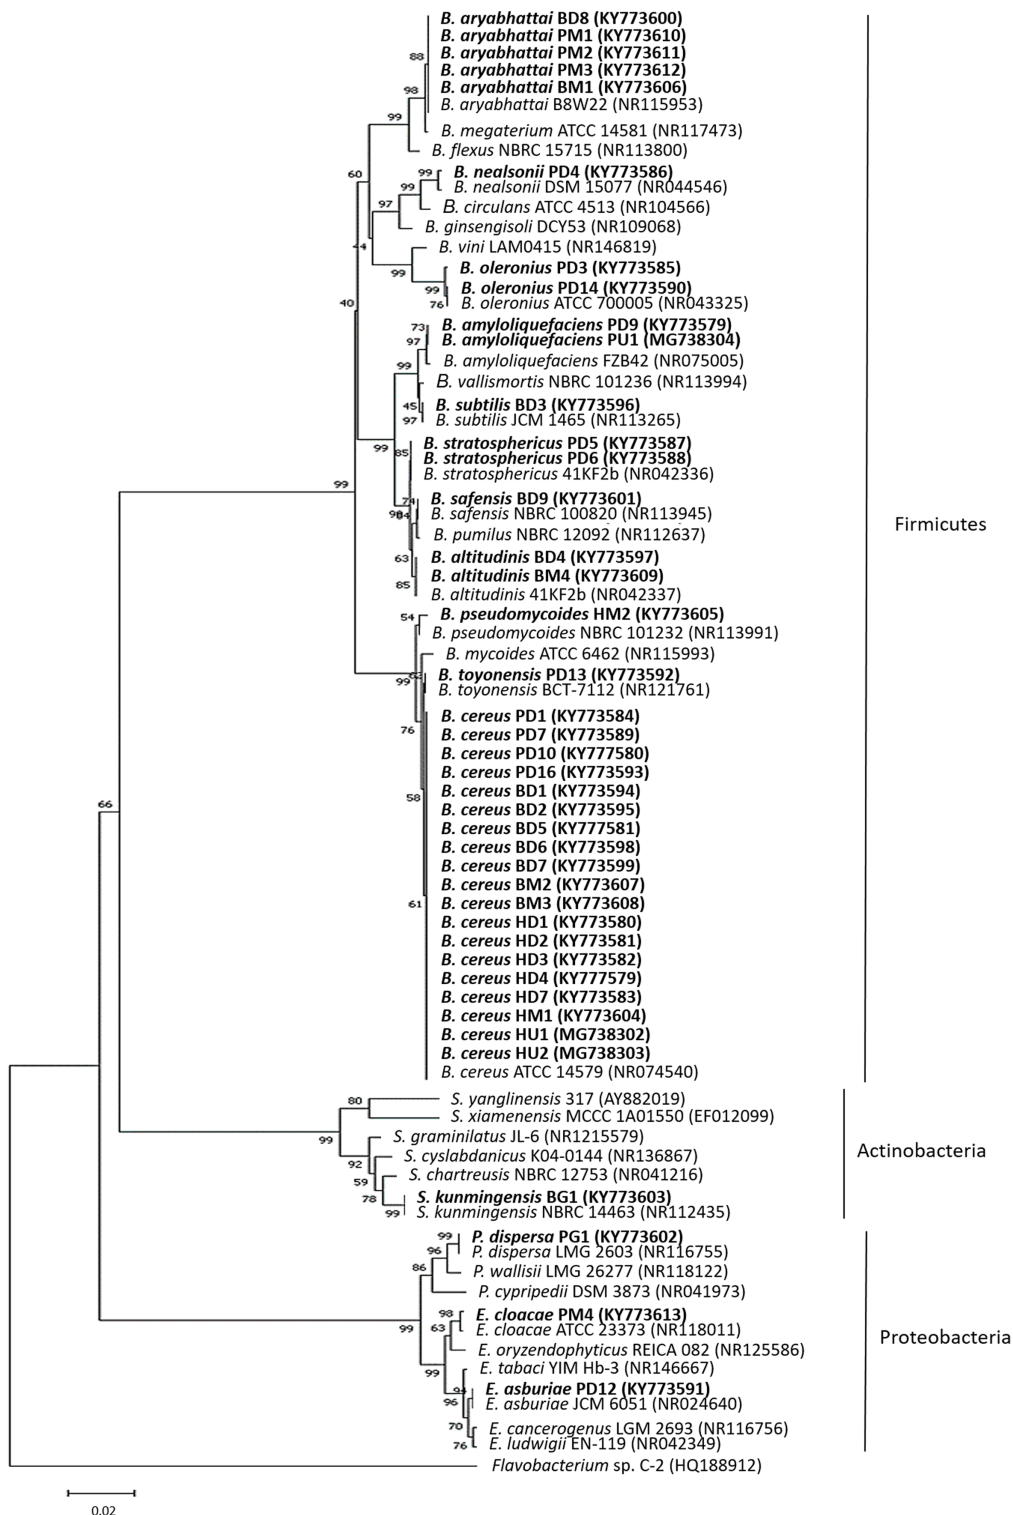 B. aryabhattai BD8 (KY773600)
B. aryabhattai PM1 (KY773610)
B. aryabhattai PM2 (KY773611)
B. aryabhattai PM3 (KY773612)
B. aryabhattai BM1 (KY773606)
B. aryabhattai B8W22 (NR115953)
B. megaterium ATCC 14581 (NR117473)
B. flexus NBRC 15715 (NR113800)
B. nealsonii PD4 (KY773586)
B. nealsonii DSM 15077 (NR044546)
B. circulans ATCC 4513 (NR104566)
B. ginsengisoli DCY53 (NR109068)
B. vini LAM0415 (NR146819)
B. oleronius PD3 (KY773585)
B. oleronius PD14 (KY773590)
B. oleronius ATCC 700005 (NR043325)
B. amyloliquefaciens PD9 (KY773579)
B. amyloliquefaciens PU1 (MG738304)
B. amyloliquefaciens FZB42 (NR075005)
B. vallismortis NBRC 101236 (NR113994)
B. subtilis BD3 (KY773596)
B. subtilis JCM 1465 (NR113265)
B. stratosphericus PD5 (KY773587)
B. stratosphericus PD6 (KY773588)
B. stratosphericus 41KF2b (NR042336)
B. safensis BD9 (KY773601)
B. safensis NBRC 100820 (NR113945)
B. pumilus NBRC 12092 (NR112637)
B. altitudinis BD4 (KY773597)
B. altitudinis BM4 (KY773609)
B. altitudinis 41KF2b (NR042337)
B. pseudomycoides HM2 (KY773605)
B. pseudomycoides NBRC 101232 (NR113991)
B. mycoides ATCC 6462 (NR115993)
B. toyonensis PD13 (KY773592)
B. toyonensis BCT-7112 (NR121761)
B. cereus PD1 (KY773584)
B. cereus PD7 (KY773589)
B. cereus PD10 (KY777580)
B. cereus PD16 (KY773593)
B. cereus BD1 (KY773594)
B. cereus BD2 (KY773595)
B. cereus BD5 (KY777581)
B. cereus BD6 (KY773598)
B. cereus BD7 (KY773599)
B. cereus BM2 (KY773607)
B. cereus BM3 (KY773608)
B. cereus HD1 (KY773580)
B. cereus HD2 (KY773581)
B. cereus HD3 (KY773582)
B. cereus HD4 (KY777579)
B. cereus HD7 (KY773583)
B. cereus HM1 (KY773604)
B. cereus HU1 (MG738302)
B. cereus HU2 (MG738303)
B. cereus ATCC 14579 (NR074540)
S. yanglinensis 317 (AY882019)
S. xiamenensis MCCC 1A01550 (EF012099)
S. graminilatus JL-6 (NR1215579)
S. cyslabdanicus K04-0144 (NR136867)
S. chartreusis NBRC 12753 (NR041216)
S. kunmingensis BG1 (KY773603)
S. kunmingensis NBRC 14463 (NR112435)
P. dispersa PG1 (KY773602)
P. dispersa LMG 2603 (NR116755)
P. wallisii LMG 26277 (NR118122)
P. cypripedii DSM 3873 (NR041973)
E. cloacae PM4 (KY773613)
E. cloacae ATCC 23373 (NR118011)
E. oryzendophyticus REICA 082 (NR125586)
E. tabaci YIM Hb-3 (NR146667)
E. asburiae PD12 (KY773591)
E. asburiae JCM 6051 (NR024640)
E. cancerogenus LGM 2693 (NR116756)
E. ludwigii EN-119 (NR042349)
Flavobacterium sp. C-2 (HQ188912)
Firmicutes
Actinobacteria
Proteobacteria
88
98
99
60
99
99
97
44
99
99
76
40
73
97
99
45
97
99
85
74
63
85
99
54
99
76
58
61
66
80
99
92
59
78
99
99
96
86
99
98
63
99
94
96
70
76
0.02